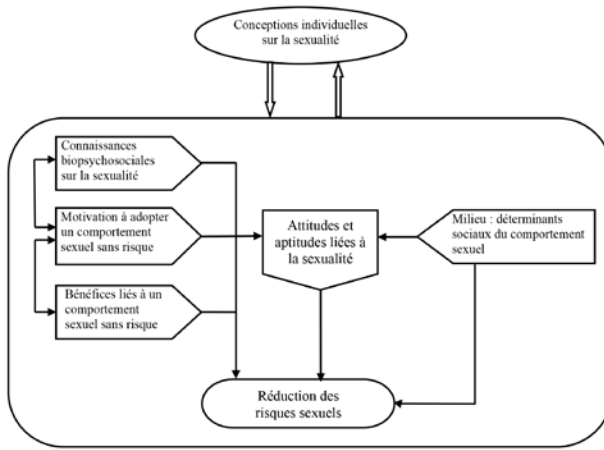 Conceptions individuelles
sur la sexualité
Connaissances
biopsychosociales
sur la sexualité
Motivation à adopter
un comportement
sexuel sans risque
Bénéfices liés à un
comportement
sexuel sans risque
Attitudes et
aptitudes liées à
la sexualité
Milieu : déterminants
sociaux du comportement
sexuel
Réduction des
risques sexuels